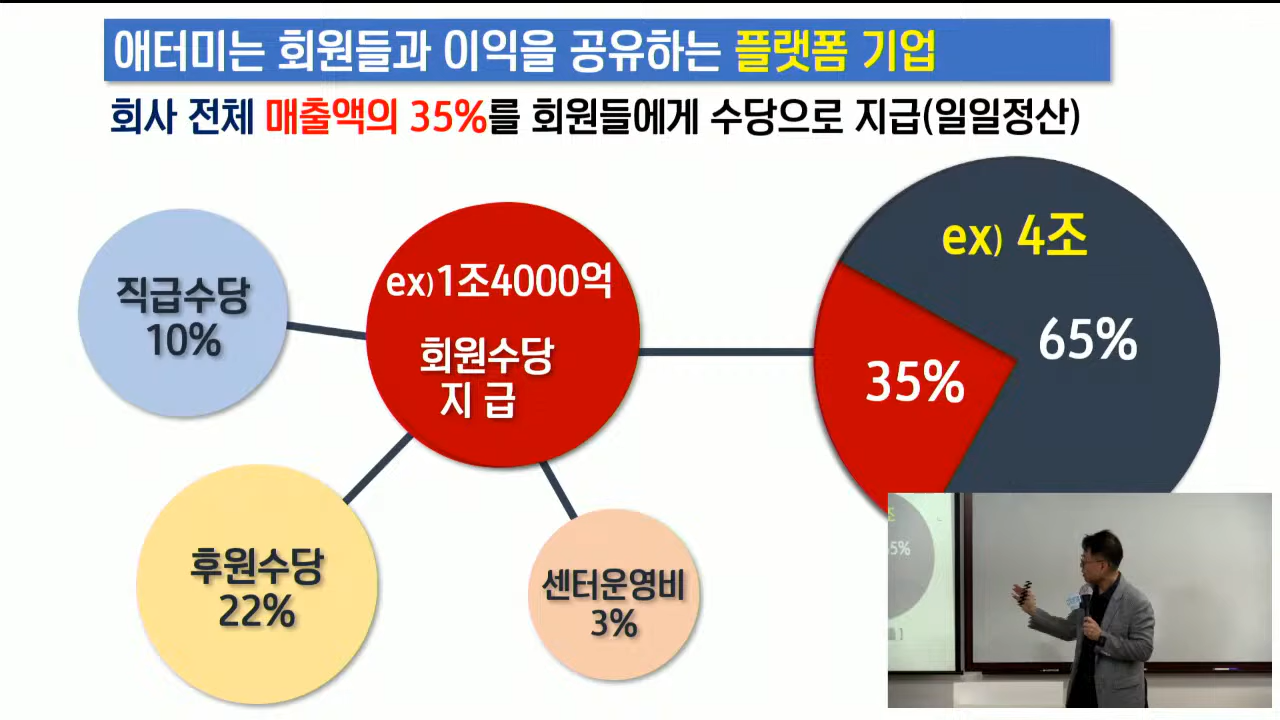 애터미는 회원들과 이익을 공유하는 플랫폼 기업
회사 전체 매출액의 35%를 회원들에게 수당으로 지급(일일정산)
직급수당
10%
ex)1조4000억
회원수당
지 급
후원수당
22%
센터운영비
3%
ex) 4조
65%
35%
조
55%